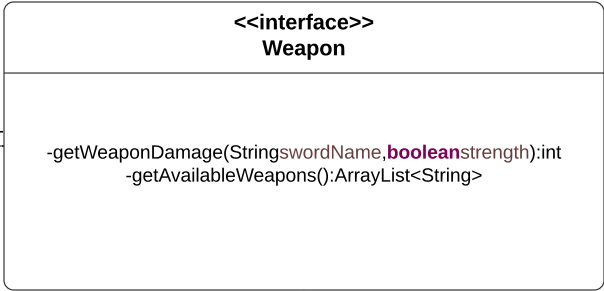 <<interface>>
Weapon
-getWeaponDamage(StringswordName,booleanstrength):int
-getAvailableWeapons():ArrayList<String>